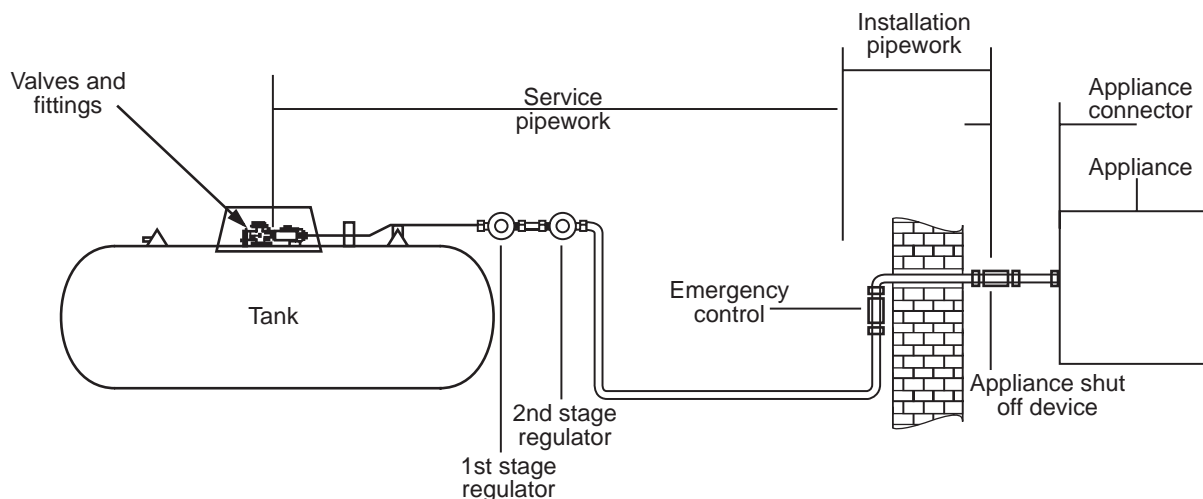 Installation
pipework
Valves and
fittings
Service
pipework
Appliance
connector
Appliance
Tank
Emergency
control
Appliance shut
off device
2nd stage
regulator
1st stage
regulator